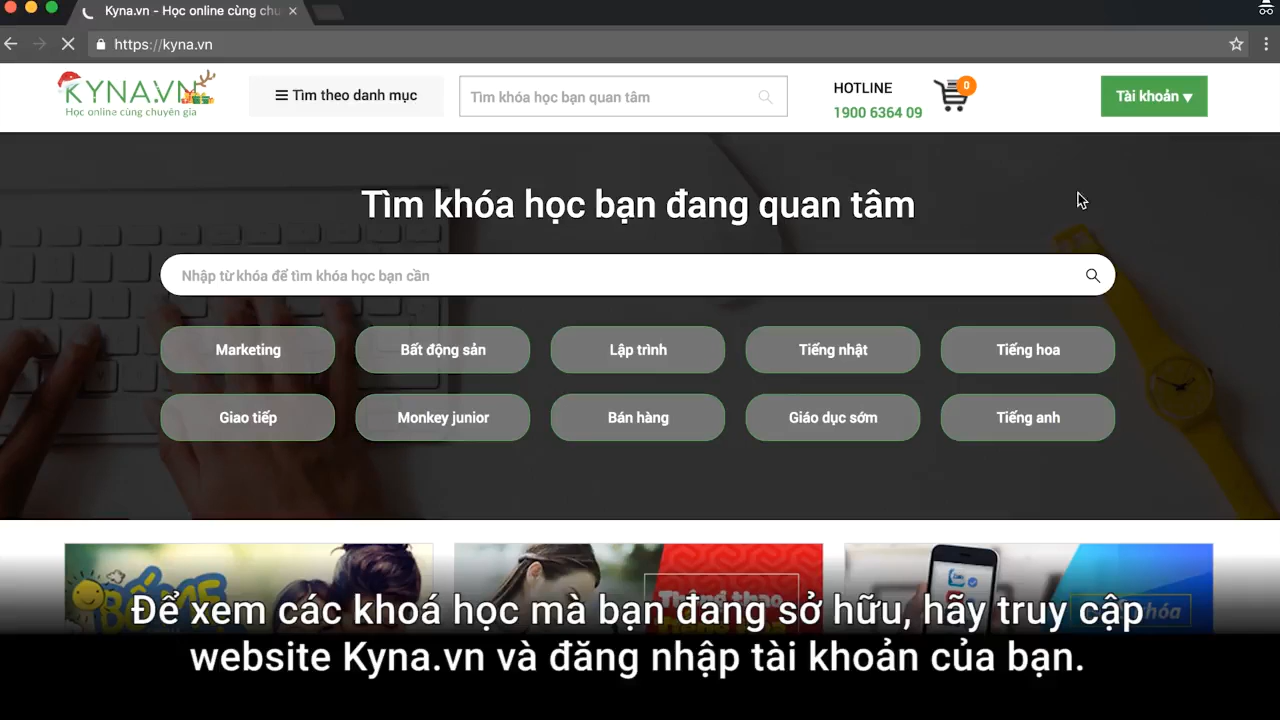 Kyna.vn - Học online cùng chu
https://kyna.vn
KYNA.VN
Học online cùng chuyên gia
Tìm theo danh mục
Tìm khóa học bạn quan tâm
HOTLINE
1900 6364 09
0
Tài khoản
Tìm khóa học bạn đang quan tâm
Nhập từ khóa để tìm khóa học bạn cần
Marketing
Bất động sản
Lập trình
Tiếng nhật
Tiếng hoa
Giao tiếp
Monkey junior
Bán hàng
Giáo dục sớm
Tiếng anh
BỐ MẸ
Để xem các khoá học mà bạn đang sở hữu, hãy truy cập
website Kyna.vn và đăng nhập tài khoản của bạn.